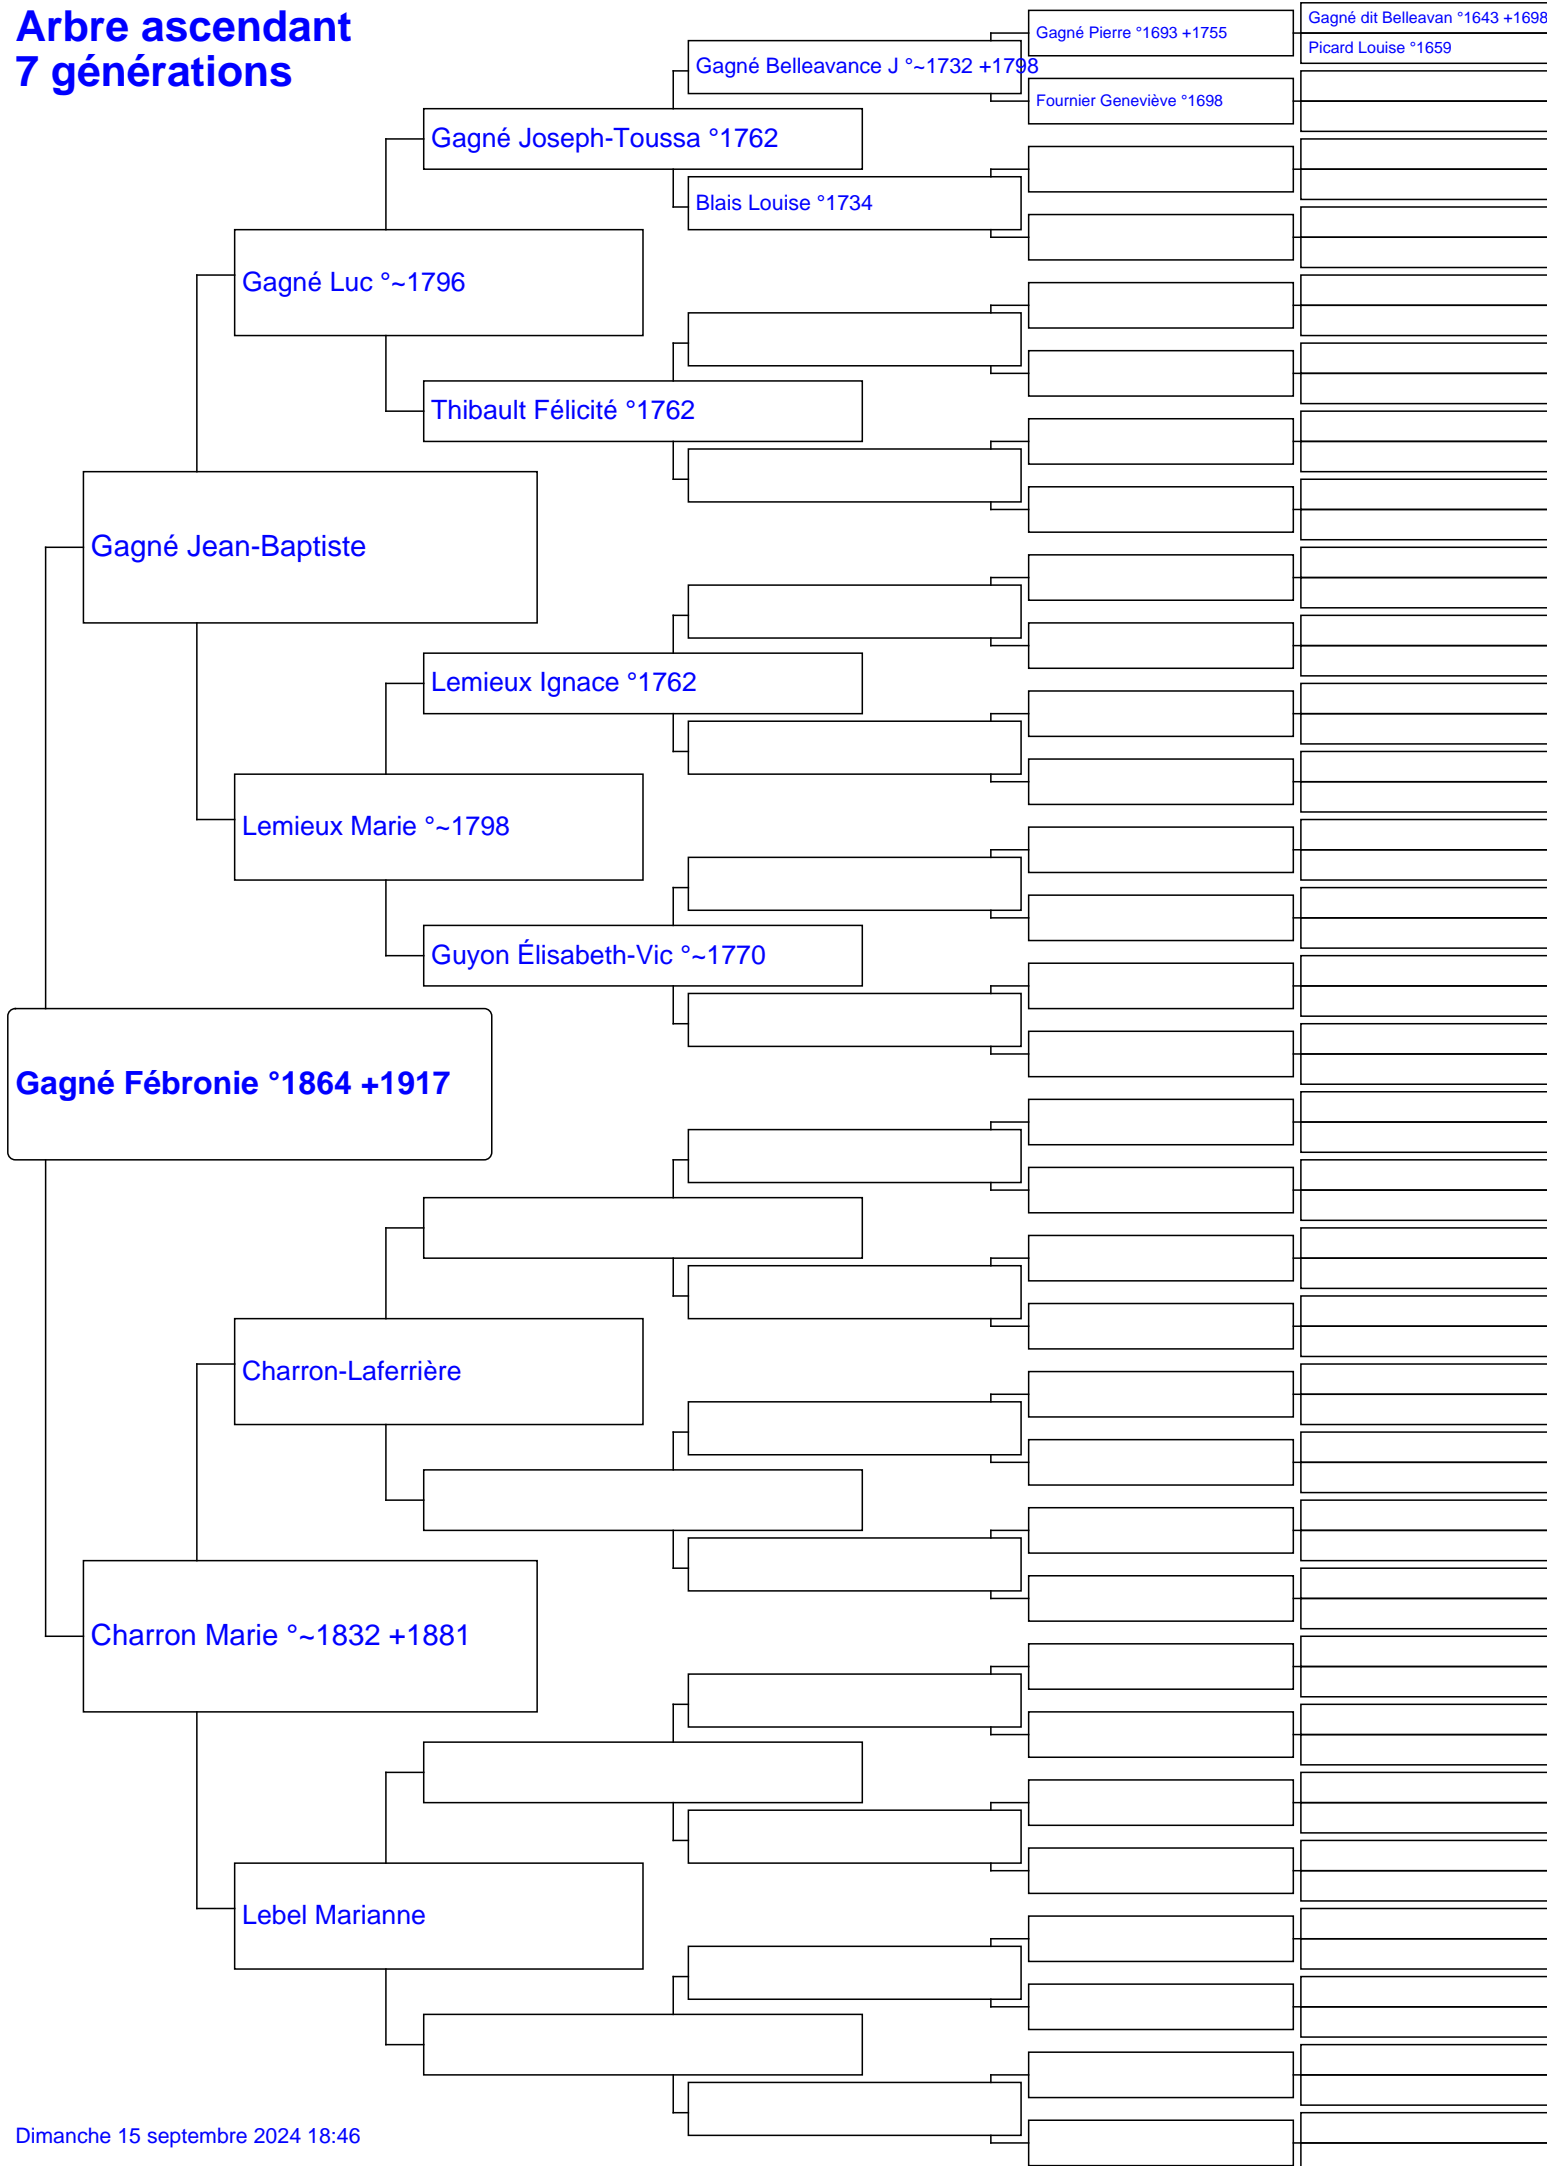 Arbre ascendant
7 générations
Gagné Pierre °1693 +1755
Gagné dit Belleavan °1643 +1698
Picard Louise °1659
Gagné Belleavance J °~1732 +1798
Fournier Geneviève °1698
Gagné Joseph-Toussa °1762
Blais Louise °1734
Gagné Luc °~1796
Thibault Félicité °1762
Gagné Jean-Baptiste
Lemieux Ignace °1762
Lemieux Marie °~1798
Guyon Élisabeth-Vic °~1770
Gagné Fébronie °1864 +1917
Charron-Laferrière
Charron Marie °~1832 +1881
Lebel Marianne
Dimanche 15 septembre 2024 18:46